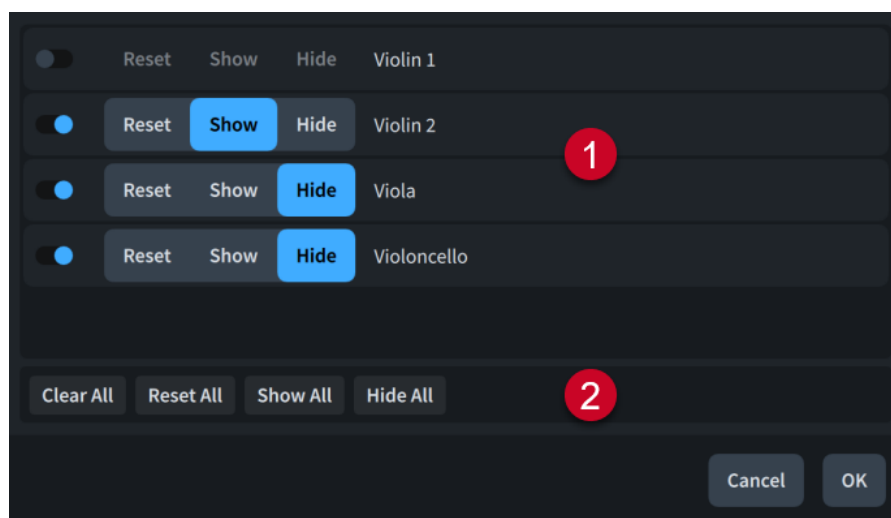 Reset Show Hide Violin 1
Reset Show Hide Violin 2
1
Reset Show Hide Viola
Reset Show Hide Violoncello
Clear All Reset All Show All Hide All 2
Cancel OK